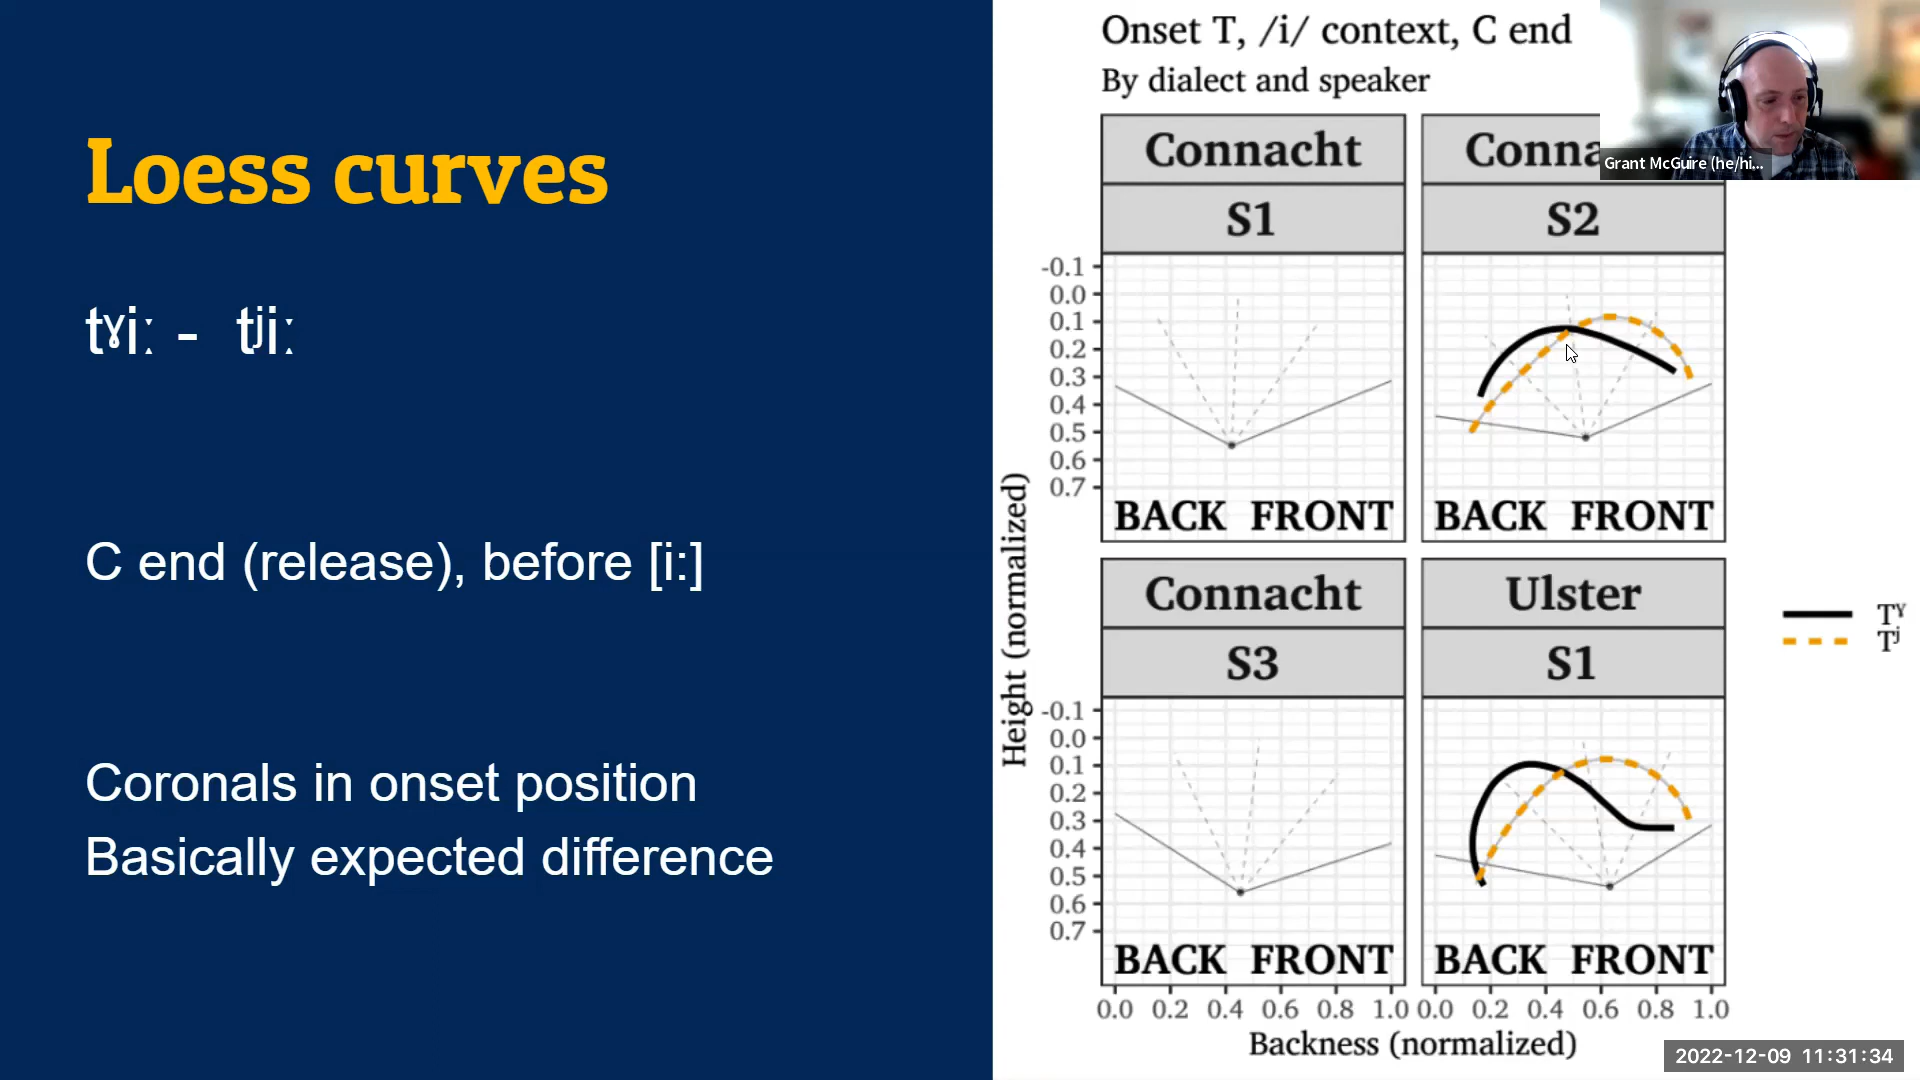 Loess curves
tˠiː - tʲiː
C end (release), before [i:]
Coronals in onset position
Basically expected difference
Onset T, /i/ context, C end
By dialect and speaker
Connacht
S1
Conna
S2
-0.1
0.0
0.1
0.2
0.3
0.4
0.5
0.6
0.7
BACK FRONT
BACK FRONT
Connacht
S3
Ulster
S1
-0.1
0.0
0.1
0.2
0.3
0.4
0.5
0.6
0.7
BACK FRONT
BACK FRONT
0.0 0.2 0.4 0.6 0.8 1.0
0.0 0.2 0.4 0.6 0.8 1.0
Height (normalized)
Backness (normalized)
Tˠ
Tʲ
Grant McGuire (he/hi...
2022-12-09 11:31:34